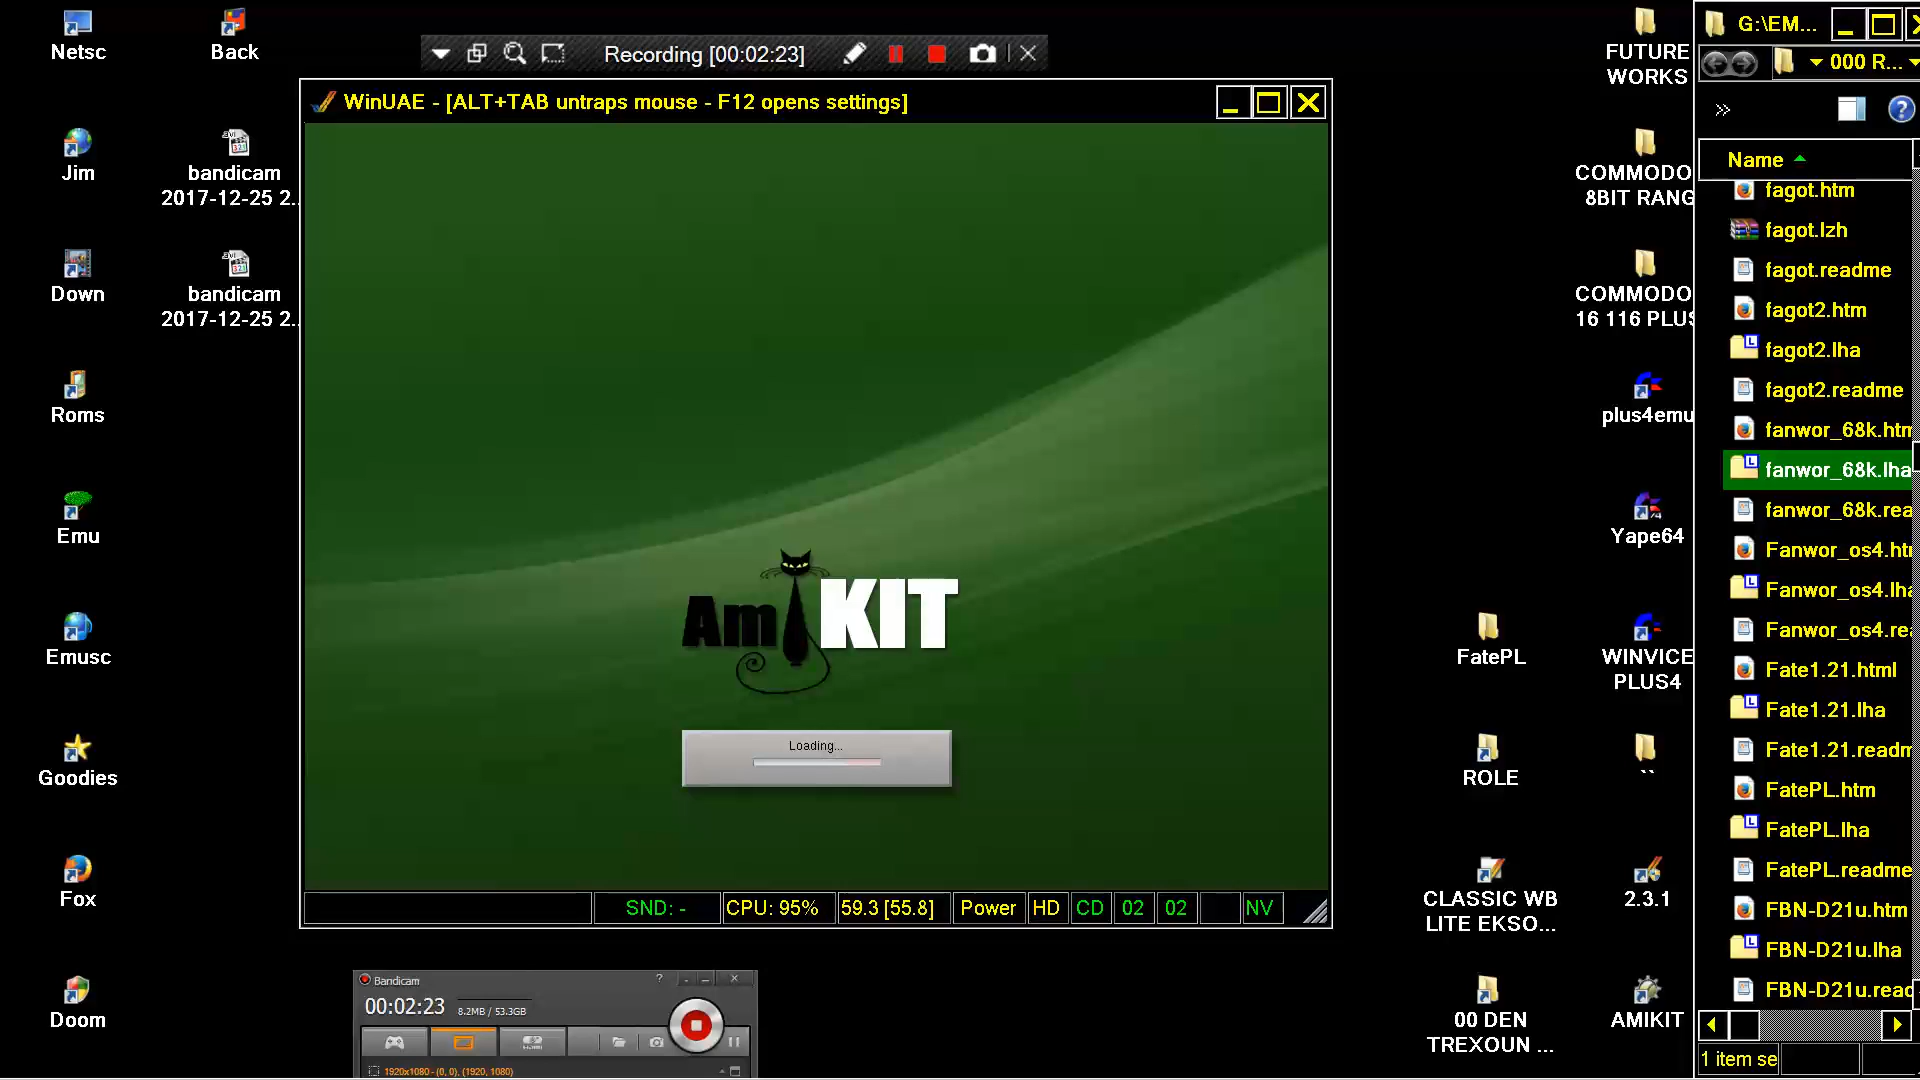 Netsc
Back
Jim
bandicam
2017-12-25 2...
Down
bandicam
2017-12-25 2...
Roms
Emu
Emusc
Goodies
Fox
Doom
Recording [00:02:23]
WinUAE - [ALT+TAB untraps mouse - F12 opens settings]
AmiKIT
Loading...
SND: -
CPU: 95%
59.3 [55.8]
Power
HD
CD
02
02
NV
Bandicam
?
00:02:23
8.2MB / 53.3GB
1920x1080 - (0, 0), (1920, 1080)
FUTURE
WORKS
COMMODO
8BIT RANG
COMMODO
16 116 PLUS
plus4emu
Yape64
FatePL
WINVICE
PLUS4
ROLE
``
CLASSIC WB
LITE EKSO...
2.3.1
00 DEN
TREXOUN ...
AMIKIT
G:\EM...
000 R...
»
?
Name
fagot.htm
fagot.lzh
fagot.readme
fagot2.htm
fagot2.lha
fagot2.readme
fanwor_68k.htm
fanwor_68k.lha
fanwor_68k.rea
Fanwor_os4.htm
Fanwor_os4.lha
Fanwor_os4.re
Fate1.21.html
Fate1.21.lha
Fate1.21.readm
FatePL.htm
FatePL.lha
FatePL.readme
FBN-D21u.htm
FBN-D21u.lha
FBN-D21u.read
1 item se